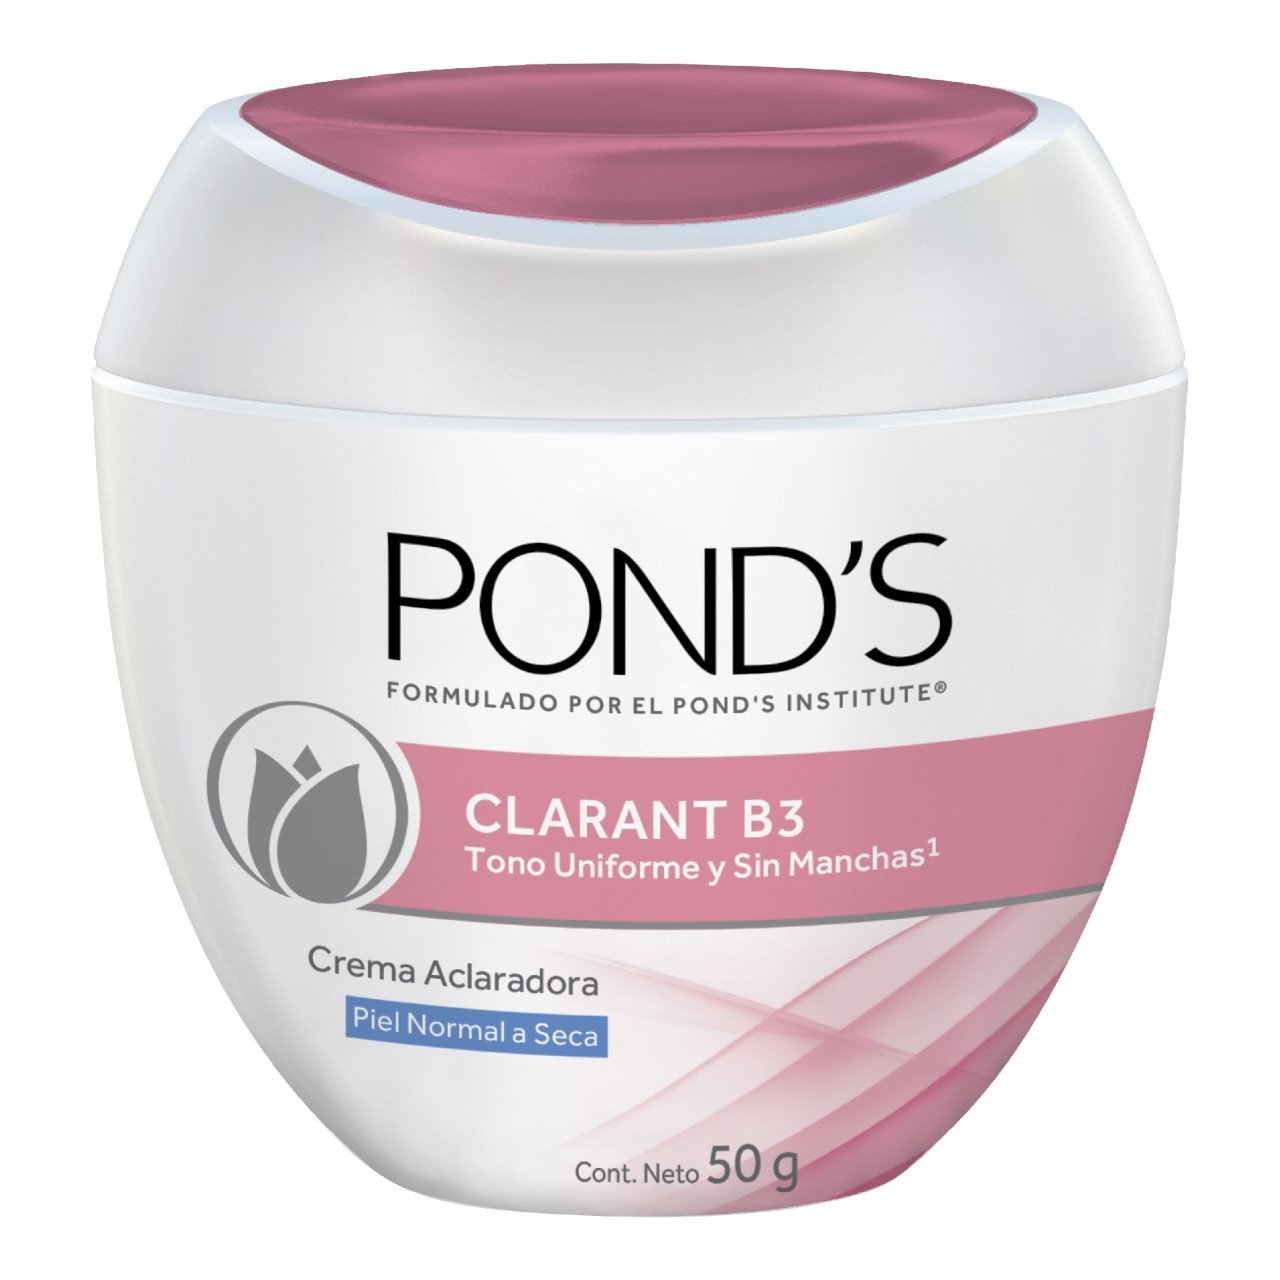 POND'S
FORMULADO POR EL POND'S INSTITUTE®
CLARANT B3
Tono Uniforme y Sin Manchas¹
Crema Aclaradora
Piel Normal a Seca
Cont. Neto 50 g